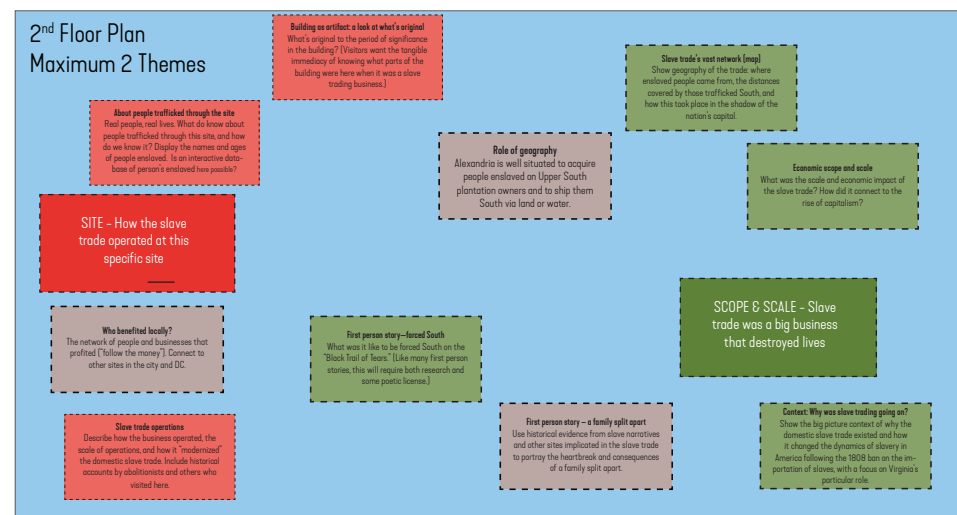 2nd Floor Plan
Maximum 2 Themes
Building as artifact: a look at what's original
What's original to the period of significance
in the building? (Visitors want the tangible
immediacy of knowing what parts of the
building were here when it was a slave
trading business.)
Slave trade's vast network (map)
Show geography of the trade: where
enslaved people came from, the distances
covered by those trafficked South, and
how this took place in the shadow of the
nation's capital.
About people trafficked through the site
Real people, real lives. What do know about
people trafficked through this site, and how
do we know it? Display the names and ages
of people enslaved. Is an interactive data-
base of person's enslaved here possible?
Role of geography
Alexandria is well situated to acquire
people enslaved on Upper South
plantation owners and to ship them
South via land or water.
Economic scope and scale
What was the scale and economic impact of
the slave trade? How did it connect to the
rise of capitalism?
SITE - How the slave
trade operated at this
specific site
SCOPE & SCALE - Slave
trade was a big business
that destroyed lives
Who benefited locally?
The network of people and businesses that
profited ("follow the money"). Connect to
other sites in the city and DC.
First person story—forced South
What was it like to be forced South on the
"Black Trail of Tears." (Like many first person
stories, this will require both research and
some poetic license.)
Slave trade operations
Describe how the business operated, the
scale of operations, and how it "modernized"
the domestic slave trade. Include historical
accounts by abolitionists and others who
visited here.
First person story – a family split apart
Use historical evidence from slave narratives
and other sites implicated in the slave trade
to portray the heartbreak and consequences
of a family split apart.
Context: Why was slave trading going on?
Show the big picture context of why the
domestic slave trade existed and how
it changed the dynamics of slavery in
America following the 1808 ban on the im-
portation of slaves, with a focus on Virginia's
particular role.